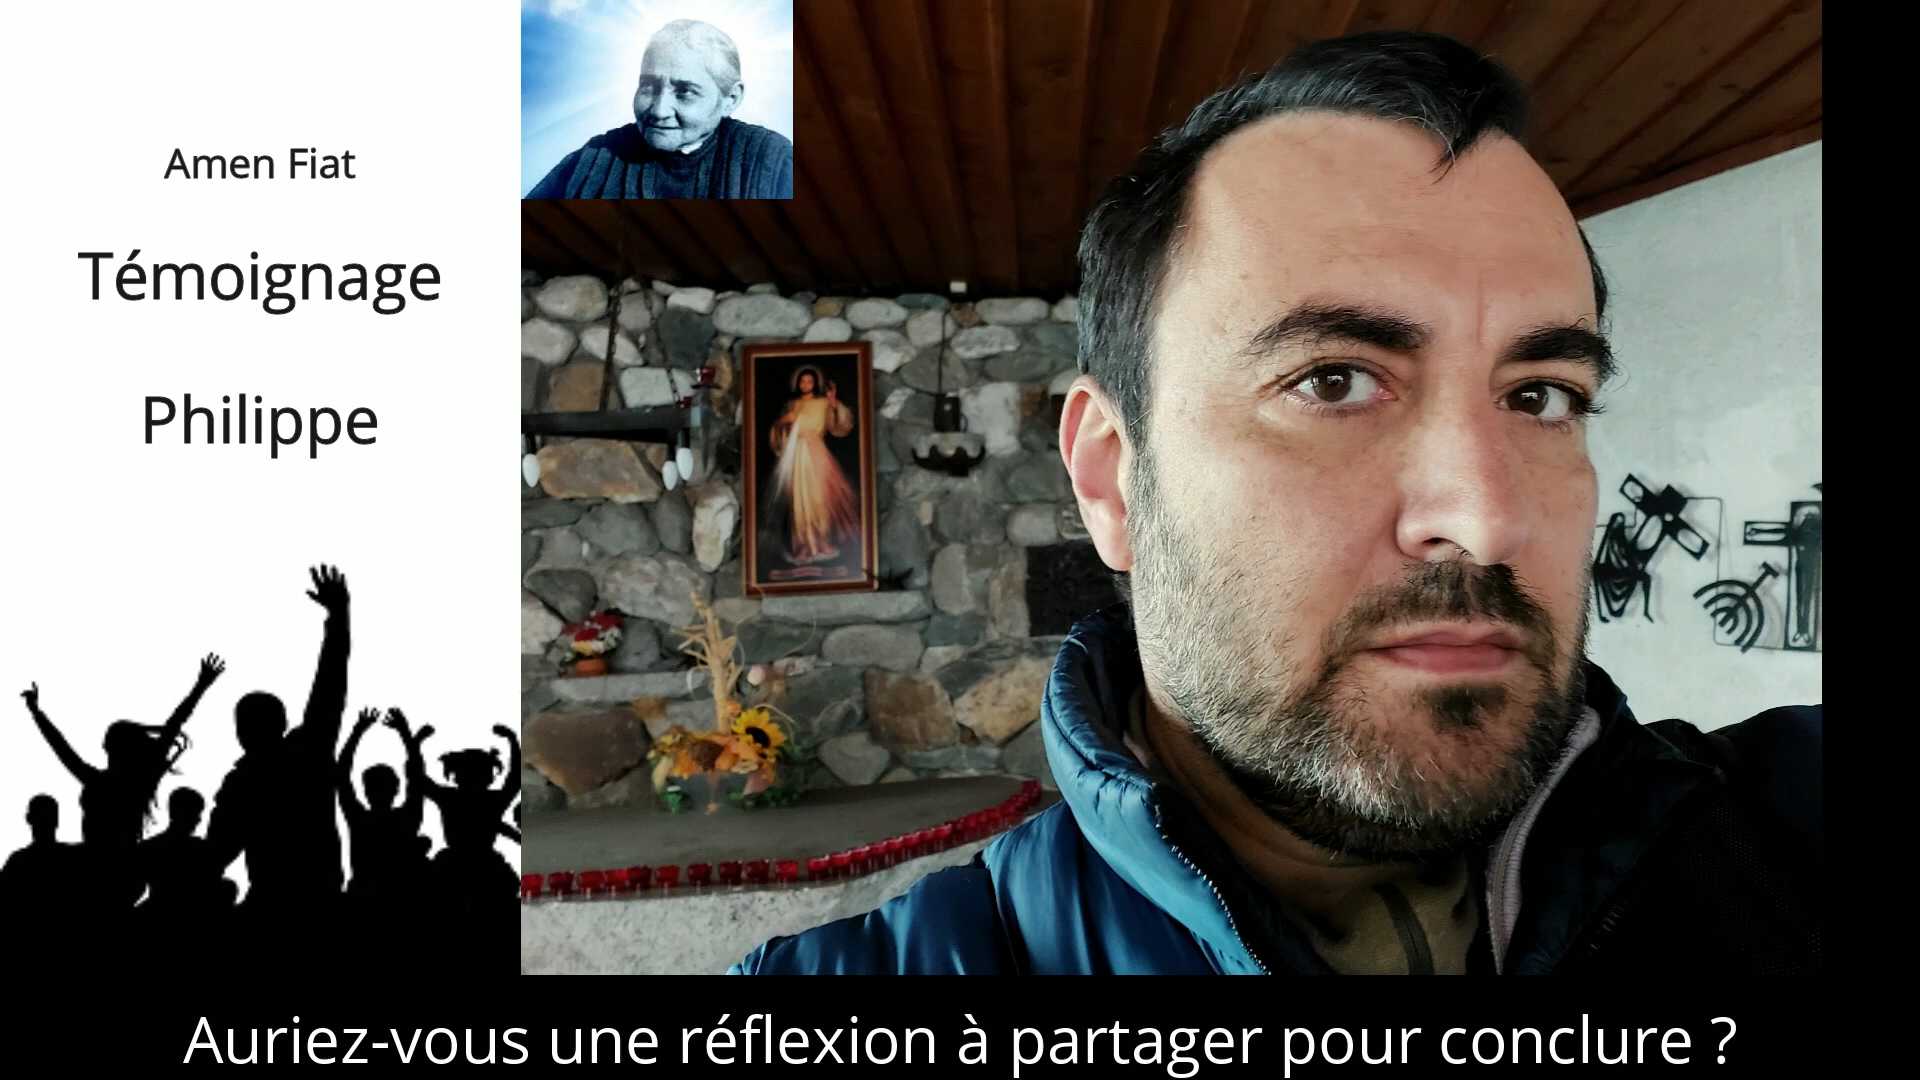 Amen Fiat
Témoignage
Philippe
Auriez-vous une réflexion à partager pour conclure ?